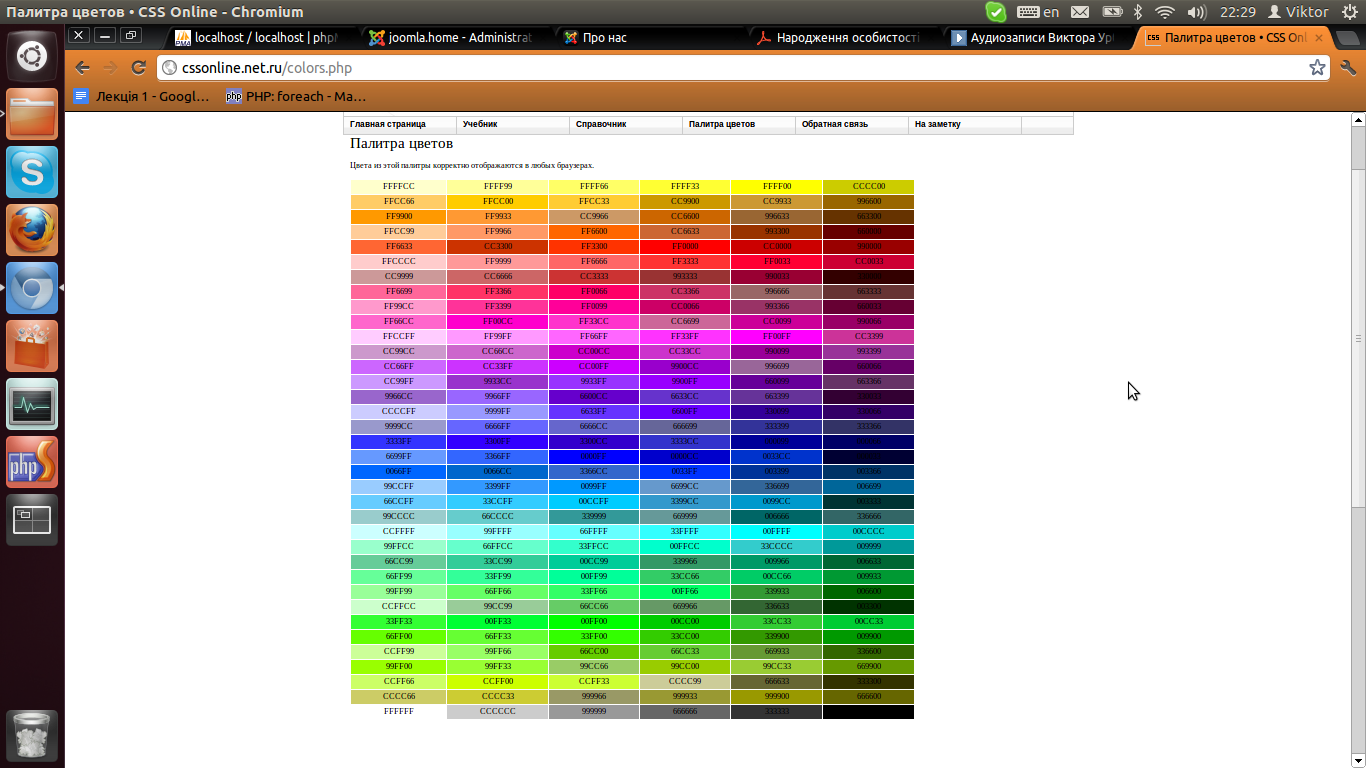 Палитра цветов • CSS Online - Chromium
en
22:29
Viktor
localhost / localhost | php
joomla.home - Administrat
Про нас
Народження особистості
Аудиозаписи Виктора Ур
css
Палитра цветов • CSS Onl
cssonline.net.ru/colors.php
Лекція 1 - Googl...
php
PHP: foreach - Ma...
Главная страница
Учебник
Справочник
Палитра цветов
Обратная связь
На заметку
Палитра цветов
Цвета из этой палитры корректно отображаются в любых браузерах.
FFFFCC FFFF99 FFFF66 FFFF33 FFFF00 CCCC00
FFCC66 FFCC00 FFCC33 CC9900 CC9933 996600
FF9900 FF9933 CC9966 CC6600 996633 663300
FFCC99 FF9966 FF6600 CC6633 993300 660000
FF6633 CC3300 FF3300 FF0000 CC0000 990000
FFCCCC FF9999 FF6666 FF3333 FF0033 CC0033
CC9999 CC6666 CC3333 993333 990033 330000
FF6699 FF3366 FF0066 CC3366 996666 663333
FF99CC FF3399 FF0099 CC0066 993366 660033
FF66CC FF00CC FF33CC CC6699 CC0099 990066
FFCCFF FF99FF FF66FF FF33FF FF00FF CC3399
CC99CC CC66CC CC00CC CC33CC 990099 993399
CC66FF CC33FF CC00FF 9900CC 996699 660066
CC99FF 9933CC 9933FF 9900FF 660099 663366
9966CC 9966FF 6600CC 6633CC 663399 330033
CCCCFF 9999FF 6633FF 6600FF 330099 330066
9999CC 6666FF 6666CC 666699 333399 333366
3333FF 3300FF 3300CC 3333CC
6699FF 3366FF 0000FF 0000CC 0033CC
0066FF 0066CC 3366CC 0033FF 003399 003366
99CCFF 3399FF 0099FF 6699CC 336699 006699
66CCFF 33CCFF 00CCFF 3399CC 0099CC 003333
99CCCC 66CCCC 339999 669999 006666 336666
CCFFFF 99FFFF 66FFFF 33FFFF 00FFFF 00CCCC
99FFCC 66FFCC 33FFCC 00FFCC 33CCCC 009999
66CC99 33CC99 00CC99 339966 009966 006633
66FF99 33FF99 00FF99 33CC66 00CC66 009933
99FF99 66FF66 33FF66 00FF66 339933 006600
CCFFCC 99CC99 66CC66 669966 336633 003300
33FF33 00FF33 00FF00 00CC00 33CC33 00CC33
66FF00 66FF33 33FF00 33CC00 339900 009900
CCFF99 99FF66 66CC00 66CC33 669933 336600
99FF00 99FF33 99CC66 99CC00 99CC33 669900
CCFF66 CCFF00 CCFF33 CCCC99 666633 333300
CCCC66 CCCC33 999966 999933 999900 666600
FFFFFF CCCCCC 999999 666666 333333